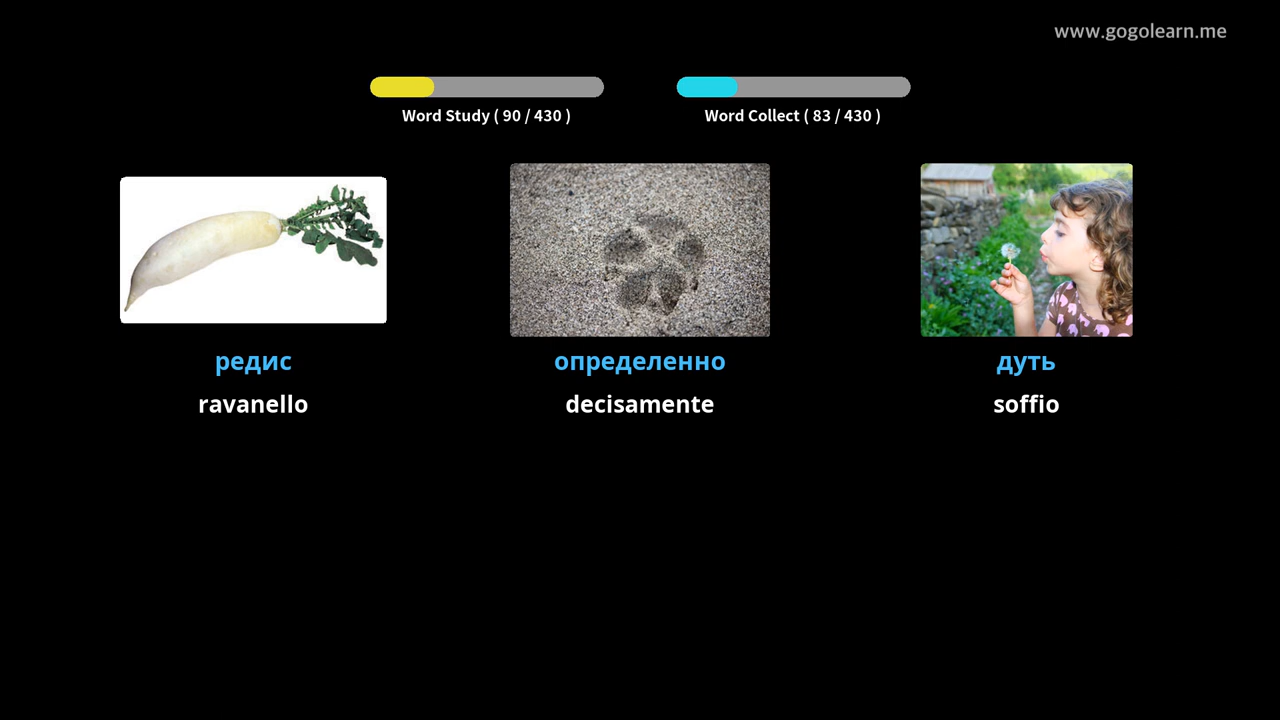 www.gogolearn.me
Word Study ( 90 / 430 )
Word Collect ( 83 / 430 )
редис
определенно
дуть
ravanello
decisamente
soffio